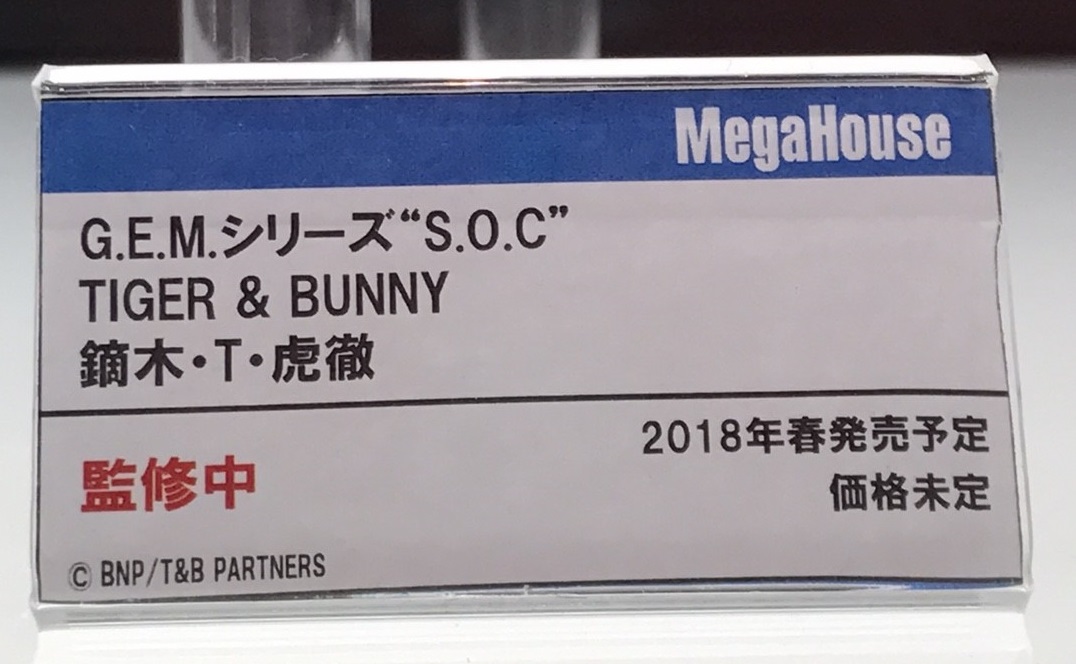 MegaHouse
G.E.M.シリーズ“S.O.C”
TIGER & BUNNY
鏑木・T・虎徹
2018年春発売予定
監修中
価格未定
© BNP/T&B PARTNERS